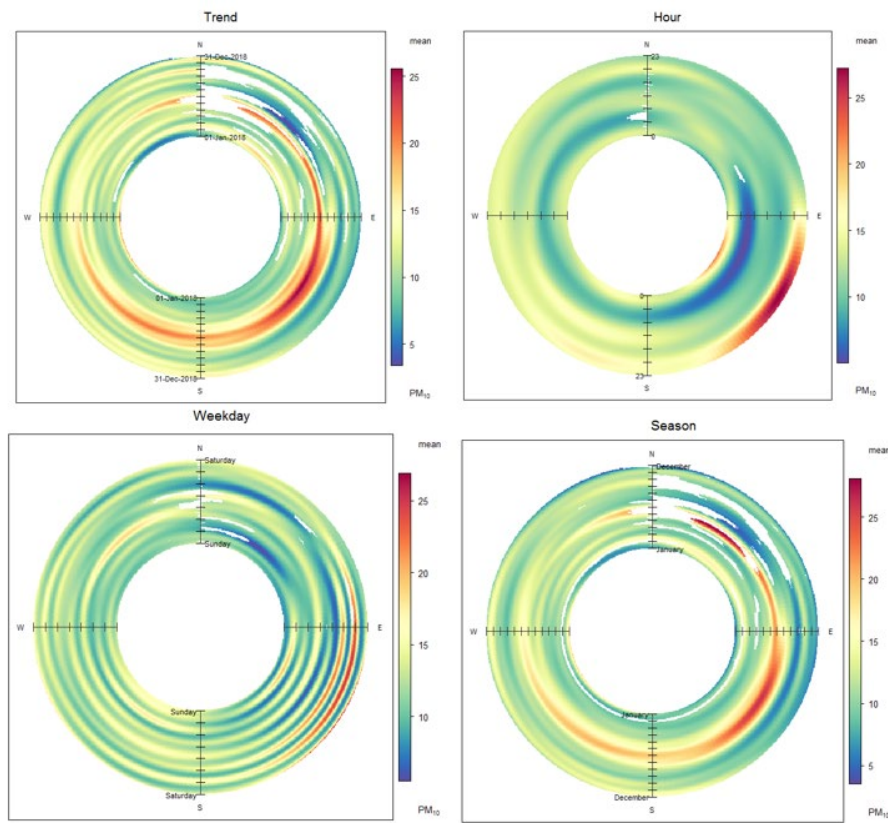 Trend
mean
N
31-Dec-2018
25
20
01-Jan-2018
15
W
E
10
01-Jan-2018
5
31-Dec-2018
S
PM10
Hour
mean
N
23
25
0
20
W
E
15
0
10
23
S
PM10
Weekday
mean
N
Saturday
25
Sunday
20
W
E
15
Sunday
10
Saturday
S
PM10
Season
mean
N
December
25
January
20
W
E
15
January
10
5
December
S
PM10